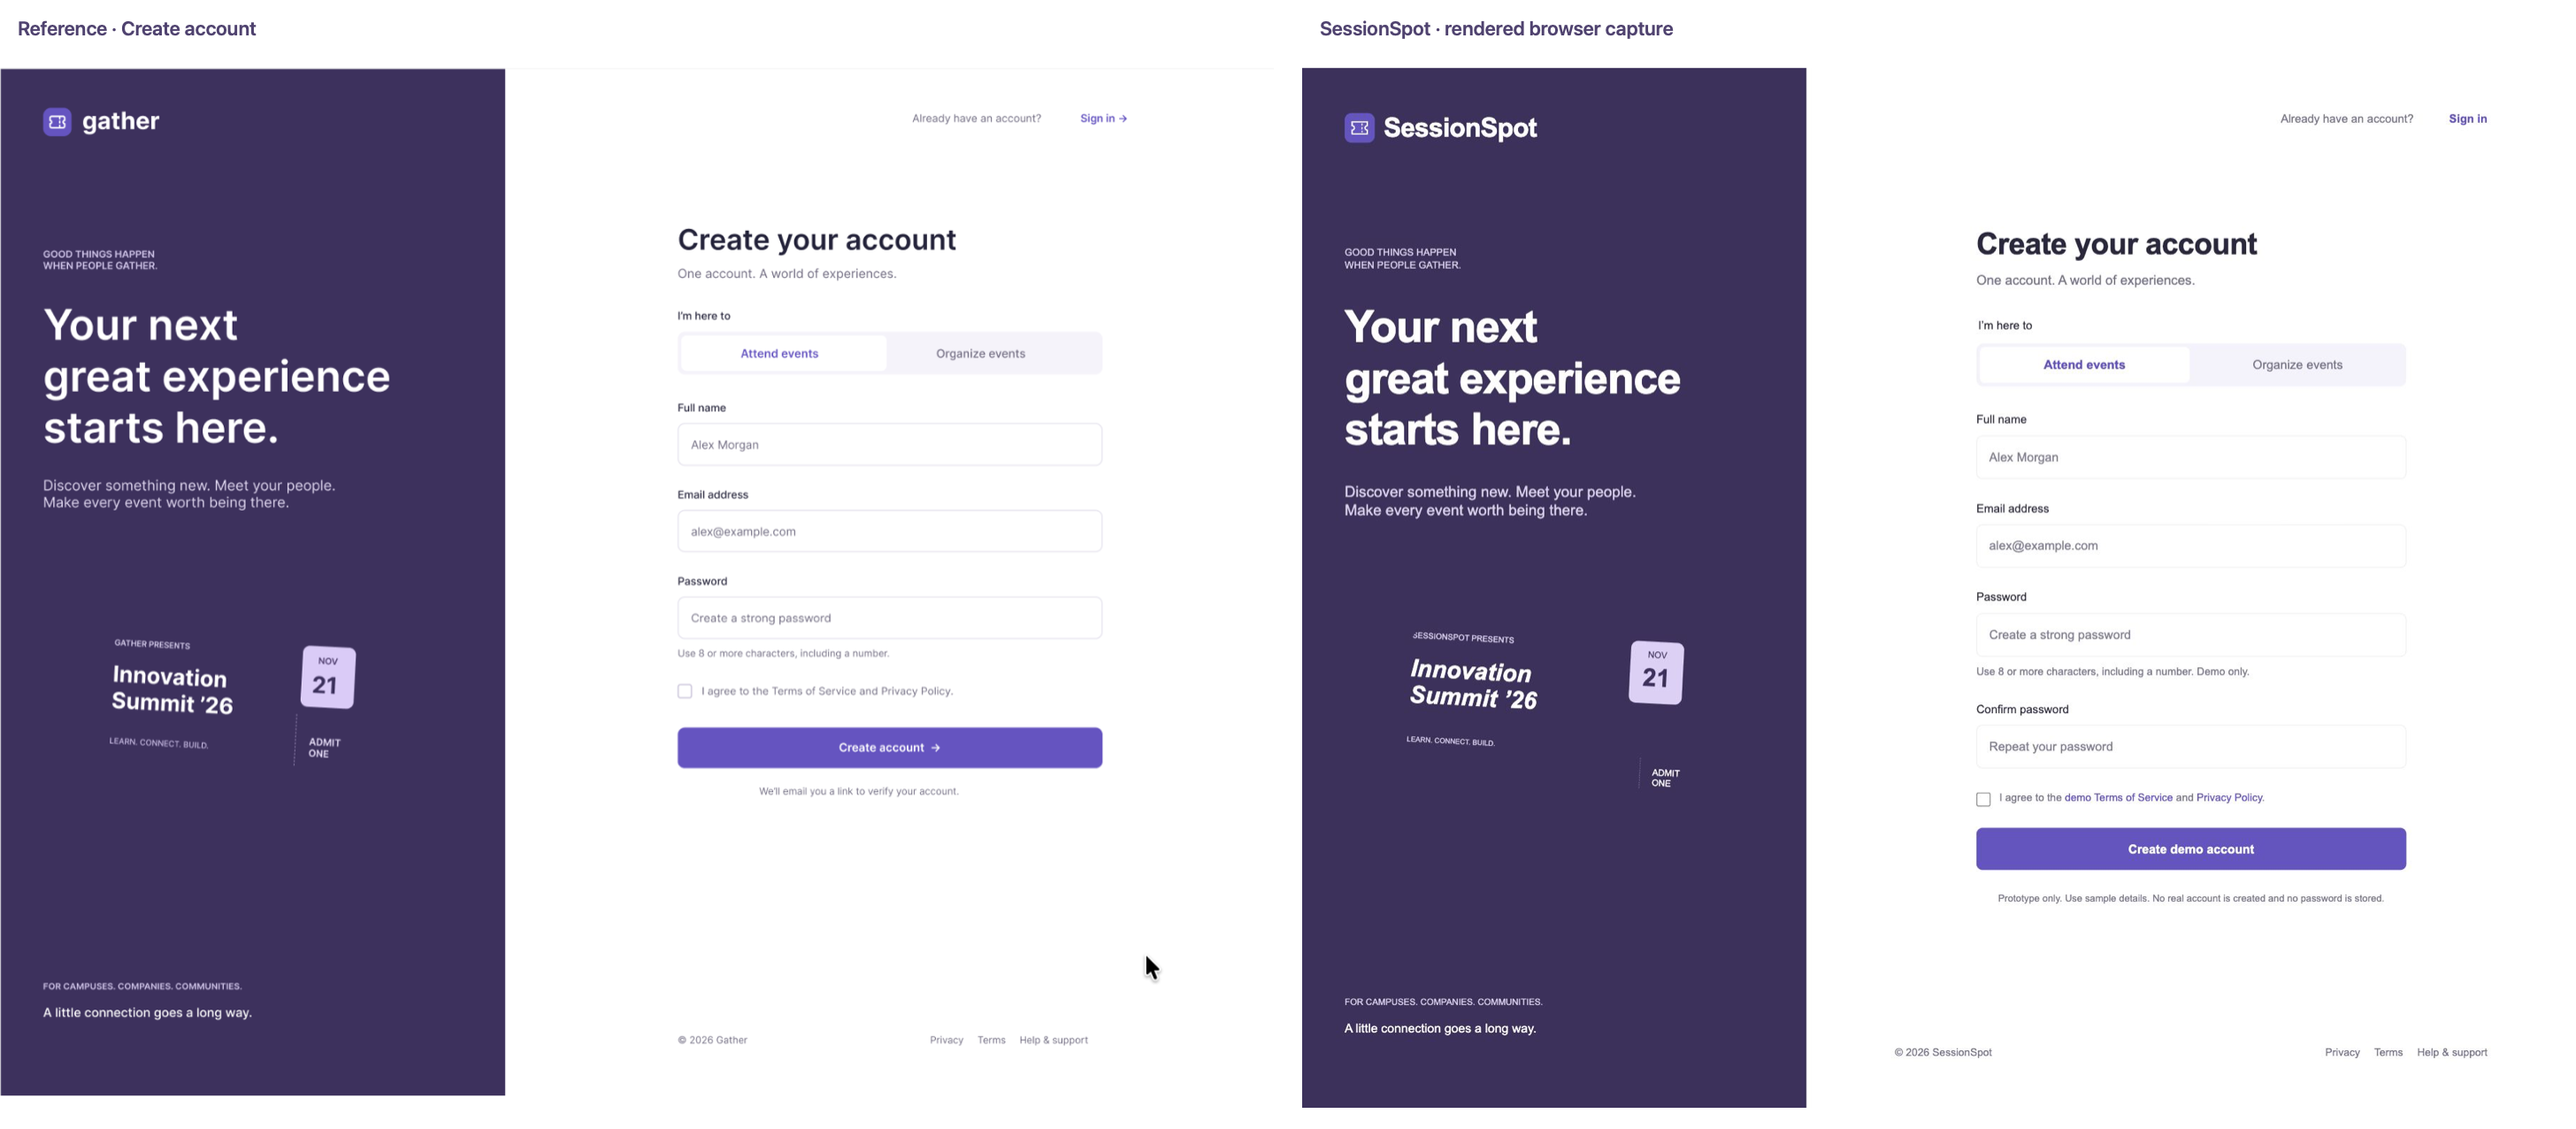 Reference · Create account
gather
GOOD THINGS HAPPEN
WHEN PEOPLE GATHER.
Your next
great experience
starts here.
Discover something new. Meet your people.
Make every event worth being there.
GATHER PRESENTS
Innovation
Summit ’26
LEARN. CONNECT. BUILD.
NOV
21
ADMIT
ONE
FOR CAMPUSES. COMPANIES. COMMUNITIES.
A little connection goes a long way.
Already have an account?
Sign in →
Create your account
One account. A world of experiences.
I'm here to
Attend events
Organize events
Full name
Alex Morgan
Email address
alex@example.com
Password
Create a strong password
Use 8 or more characters, including a number.
I agree to the Terms of Service and Privacy Policy.
Create account →
We'll email you a link to verify your account.
© 2026 Gather
Privacy
Terms
Help & support
SessionSpot · rendered browser capture
SessionSpot
GOOD THINGS HAPPEN
WHEN PEOPLE GATHER.
Your next
great experience
starts here.
Discover something new. Meet your people.
Make every event worth being there.
SESSIONSPOT PRESENTS
Innovation
Summit ’26
LEARN. CONNECT. BUILD.
NOV
21
ADMIT
ONE
FOR CAMPUSES. COMPANIES. COMMUNITIES.
A little connection goes a long way.
Already have an account?
Sign in
Create your account
One account. A world of experiences.
I’m here to
Attend events
Organize events
Full name
Alex Morgan
Email address
alex@example.com
Password
Create a strong password
Use 8 or more characters, including a number. Demo only.
Confirm password
Repeat your password
I agree to the demo Terms of Service and Privacy Policy.
Create demo account
Prototype only. Use sample details. No real account is created and no password is stored.
© 2026 SessionSpot
Privacy
Terms
Help & support